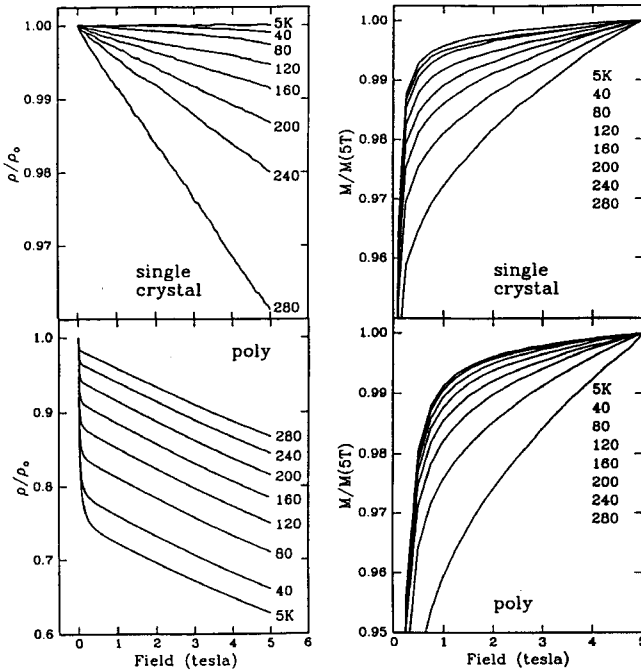 1.00
0.99
0.98
0.97
ρ/ρ₀
5K
40
80
120
160
200
240
280
single
crystal
1.00
0.99
0.98
0.97
0.96
M/M(5T)
5K
40
80
120
160
200
240
280
single
crystal
1.0
0.9
0.8
0.7
0.6
ρ/ρ₀
poly
280
240
200
160
120
80
40
5K
0 1 2 3 4 5 6
Field (tesla)
1.00
0.99
0.98
0.97
0.96
0.95
M/M(5T)
5K
40
80
120
160
200
240
280
poly
0 1 2 3 4 5
Field (tesla)